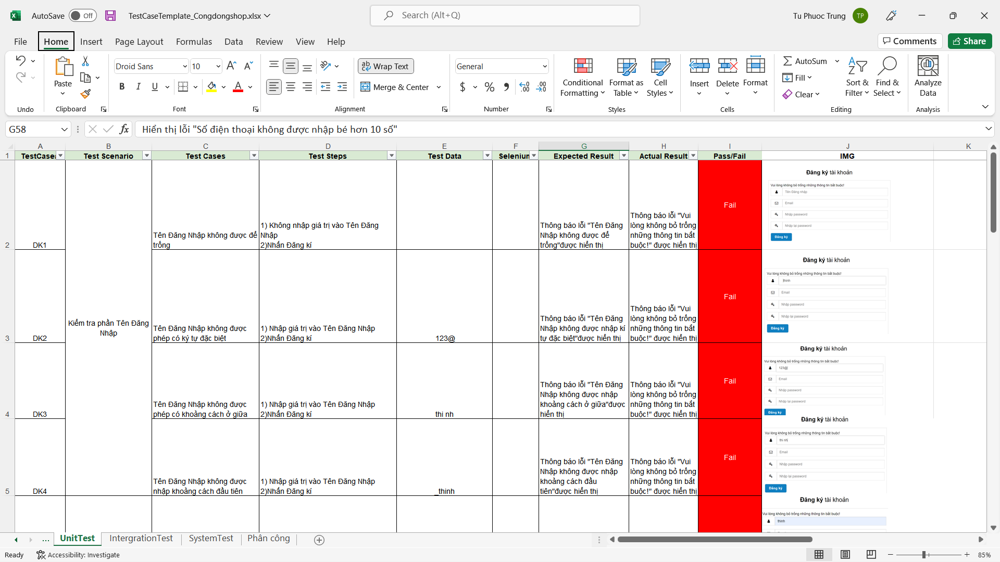 AutoSave Off TestCaseTemplate_Congdongshop.xlsx Search (Alt+Q) Tu Phuoc Trung TP
File Home Insert Page Layout Formulas Data Review View Help Comments Share
Undo
Paste
Clipboard
Droid Sans 10
B I U
Font
Wrap Text
Merge & Center
Alignment
General
$ % 9
Number
Conditional Formatting
Format as Table
Cell Styles
Styles
Insert Delete Format
Cells
AutoSum
Fill
Clear
Sort & Filter
Find & Select
Editing
Analyze Data
Analysis
G58 fx Hiển thị lỗi "Số điện thoại không được nhập bé hơn 10 số"
A B C D E F G H I J K
1 TestCase Test Scenario Test Cases Test Steps Test Data Selenium Expected Result Actual Result Pass/Fail IMG
2 DK1
Kiểm tra phần Tên Đăng
Nhập
Tên Đăng Nhập không được để
trống
1) Không nhập giá trị vào Tên Đăng
Nhập
2)Nhấn Đăng kí
Thông báo lỗi "Tên Đăng
Nhập không được để
trống"được hiển thị
Thông báo lỗi "Vui
lòng không bỏ trống
những thông tin bắt
buộc!" được hiển thị
Fail
Đăng ký tài khoản
Vui lòng không bỏ trống những thông tin bắt buộc!
Tên Đăng nhập
Email
Nhập password
Nhập lại password
Đăng ký
3 DK2
Tên Đăng Nhập không được
phép có ký tự đặc biệt
1) Nhập giá trị vào Tên Đăng Nhập
2)Nhấn Đăng kí
123@
Thông báo lỗi "Tên Đăng
Nhập không được nhập kí
tự đặc biệt"được hiển thị
Thông báo lỗi "Vui
lòng không bỏ trống
những thông tin bắt
buộc!" được hiển thị
Fail
Đăng ký tài khoản
Vui lòng không bỏ trống những thông tin bắt buộc!
thinh
Email
Nhập password
Nhập lại password
Đăng ký
4 DK3
Tên Đăng Nhập không được
phép có khoảng cách ở giữa
1) Nhập giá trị vào Tên Đăng Nhập
2)Nhấn Đăng kí
thi nh
Thông báo lỗi "Tên Đăng
Nhập không được nhập
khoảng cách ở giữa"được
hiển thị
Thông báo lỗi "Vui
lòng không bỏ trống
những thông tin bắt
buộc!" được hiển thị
Fail
Đăng ký tài khoản
Vui lòng không bỏ trống những thông tin bắt buộc!
123@
Email
Nhập password
Nhập lại password
Đăng ký
5 DK4
Tên Đăng Nhập không được
nhập khoảng cách đầu tiên
1) Nhập giá trị vào Tên Đăng Nhập
2)Nhấn Đăng kí
_thinh
Thông báo lỗi "Tên Đăng
Nhập không được nhập
khoảng cách đầu
tiên"được hiển thị
Thông báo lỗi "Vui
lòng không bỏ trống
những thông tin bắt
buộc!" được hiển thị
Fail
Đăng ký tài khoản
Vui lòng không bỏ trống những thông tin bắt buộc!
thi nh
Email
Nhập password
Nhập lại password
Đăng ký
Đăng ký tài khoản
Vui lòng không bỏ trống những thông tin bắt buộc!
thinh
... UnitTest IntergrationTest SystemTest Phân công
Ready Accessibility: Investigate 85%